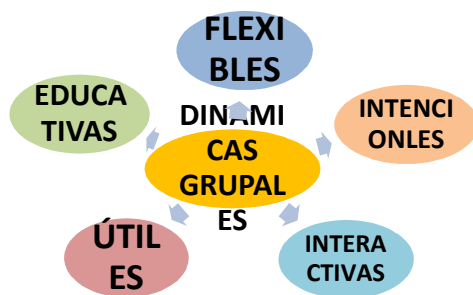 FLEXI
BLES
EDUCA
TIVAS
DINAMI
CAS
GRUPAL
ES
INTENCI
ONLES
ÚTIL
ES
INTERA
CTIVAS